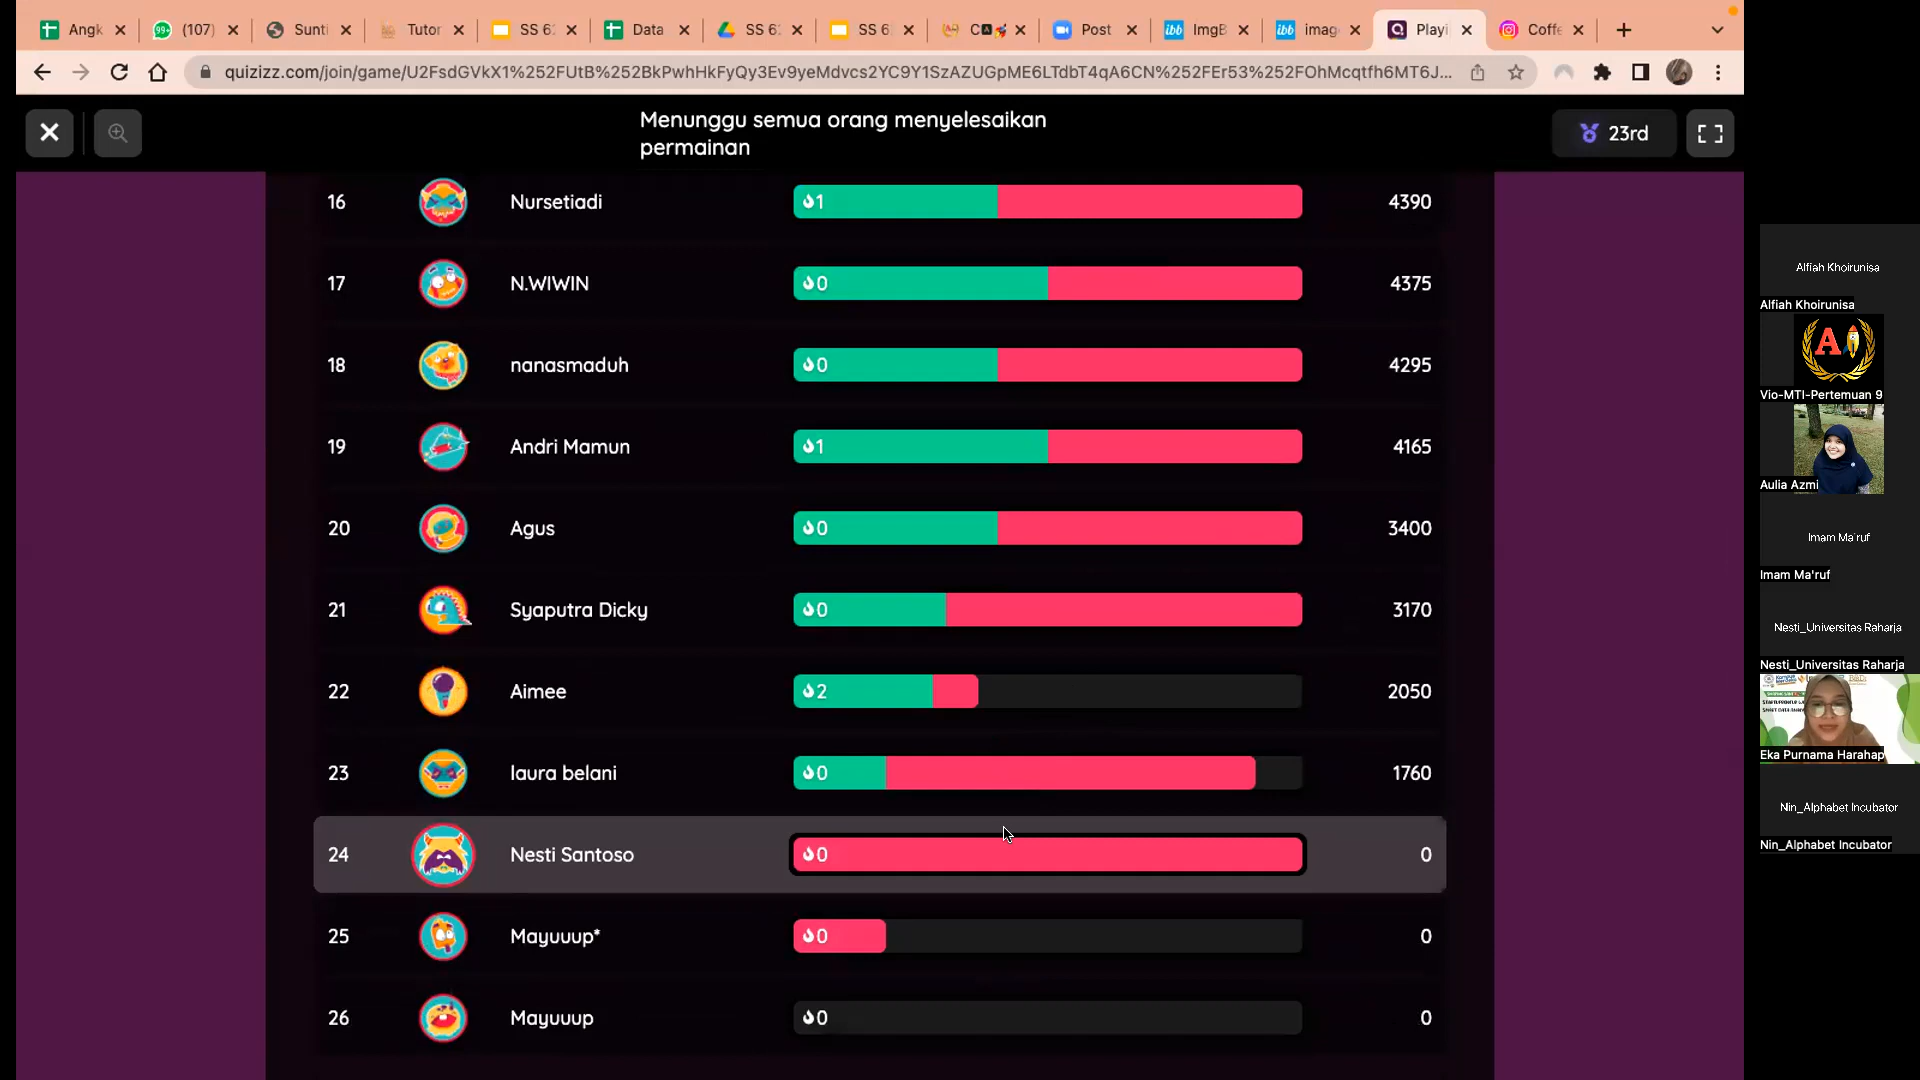 Angk
99+
(107)
Sunti
Tutor
SS 6
Data
SS 6
SS 6
Post
ibb
ImgB
ibb
imag
Playi
Coffe
quizizz.com/join/game/U2FsdGVkX1%252FUtB%252BkPwhHkFyQy3Ev9yeMdvcs2YC9Y1SzAZUGpME6LTdbT4qA6CN%252FEr53%252FOhMcqtfh6MT6J...
Menunggu semua orang menyelesaikan
permainan
23rd
16 Nursetiadi 1 4390
17 N.WIWIN 0 4375
18 nanasmaduh 0 4295
19 Andri Mamun 1 4165
20 Agus 0 3400
21 Syaputra Dicky 0 3170
22 Aimee 2 2050
23 laura belani 0 1760
24 Nesti Santoso 0 0
25 Mayuuup* 0 0
26 Mayuuup 0 0
Alfiah Khoirunisa
Alfiah Khoirunisa
Vio-MTI-Pertemuan 9
Aulia Azmi
Imam Ma'ruf
Imam Ma'ruf
Nesti_Universitas Raharja
Nesti_Universitas Raharja
Eka Purnama Harahap
Nin_Alphabet Incubator
Nin_Alphabet Incubator